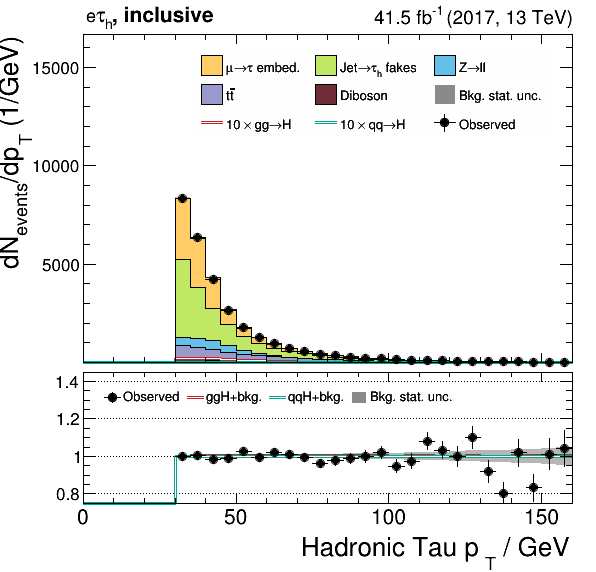 eτh, inclusive 41.5 fb-1 (2017, 13 TeV)
dNevents/dpT (1/GeV)
15000
10000
5000
μ→τ embed. Jet→τh fakes Z→ll
tt̄ Diboson Bkg. stat. unc.
10 × gg→H 10 × qq→H Observed
1.4
1.2
1
0.8
Observed ggH+bkg. qqH+bkg. Bkg. stat. unc.
0 50 100 150
Hadronic Tau pT / GeV